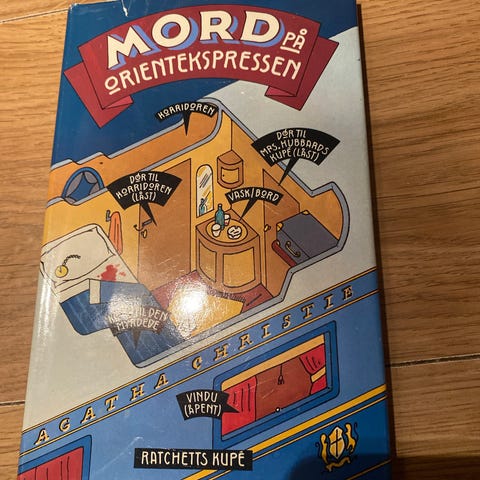 MORD
PÅ
ORIENTEKSPRESSEN
KORRIDOREN
DØR TIL
MRS. HUBBARDS
KUPÉ (LÅST)
DØR TIL
KORRIDOREN
(LÅST)
VASK/BORD
TIL DEN
MYRDEDE
AGATHA CHRISTIE
VINDU
(ÅPENT)
RATCHETTS KUPÉ